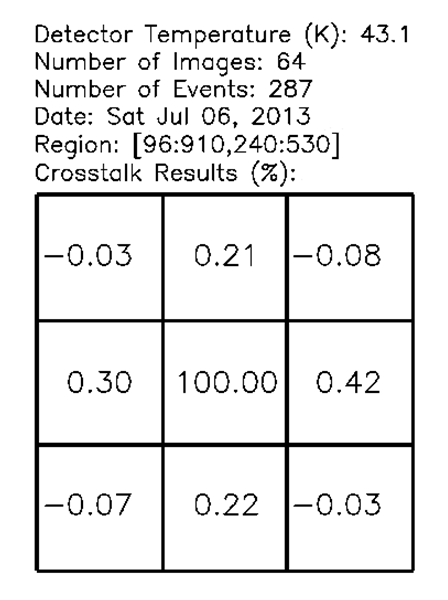 Detector Temperature (K): 43.1
Number of Images: 64
Number of Events: 287
Date: Sat Jul 06, 2013
Region: [96:910,240:530]
Crosstalk Results (%):
−0.03 0.21 −0.08
0.30 100.00 0.42
−0.07 0.22 −0.03